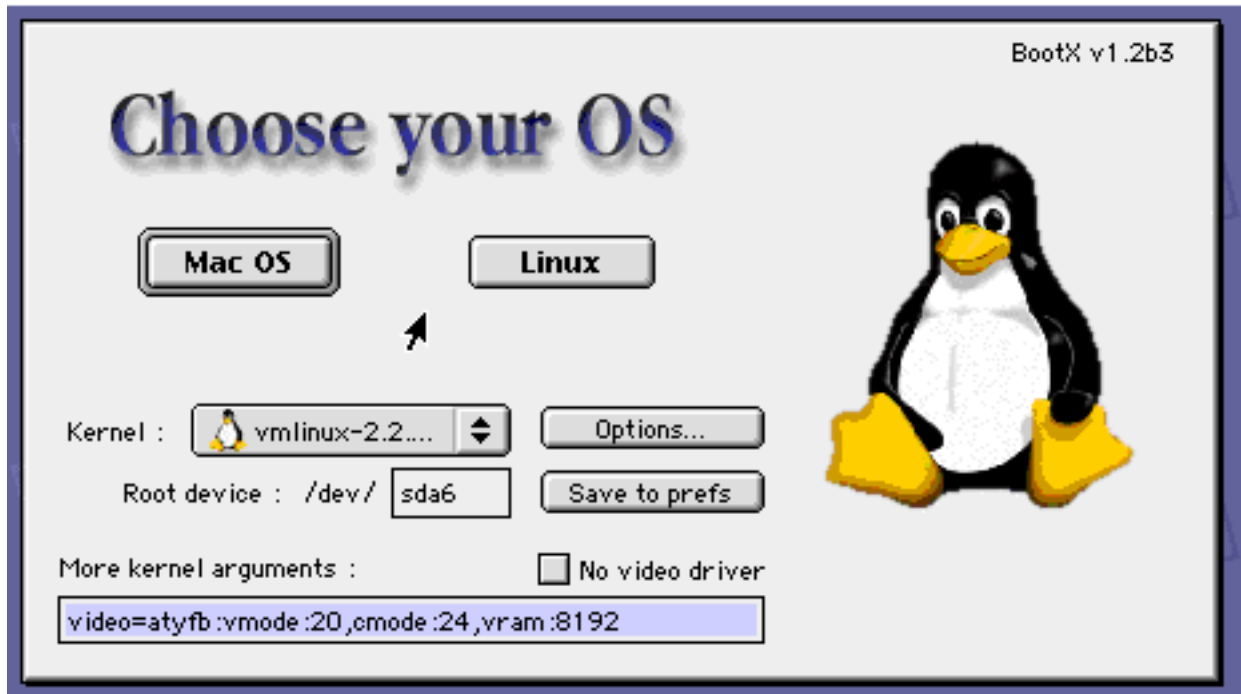 BootX v1.2b3
Choose your OS
Mac OS
Linux
Kernel :
vmlinux-2.2....
Options...
Root device : /dev/
sda6
Save to prefs
More kernel arguments :
No video driver
video=atyfb:vmode:20,cmode:24,vram:8192